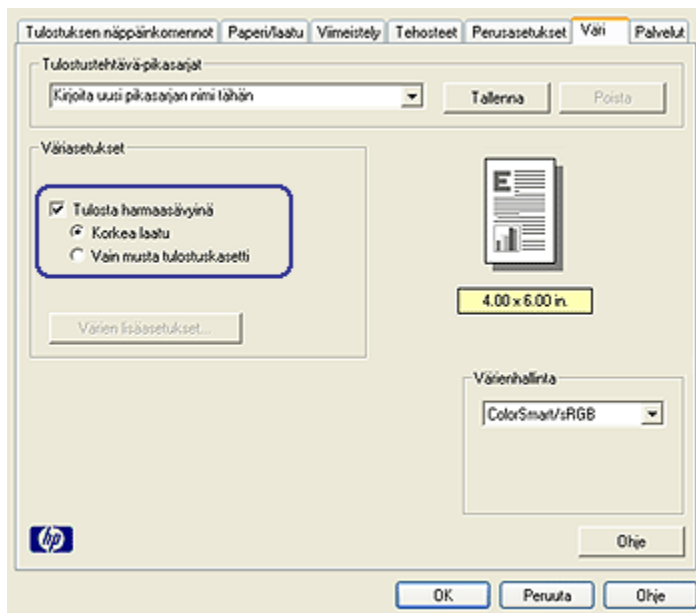 Tulostuksen näppäinkomennot Paperi/laatu Viimeistely Tehosteet Perusasetukset Väri Palvelut
Tulostustehtävä-pikasarjat
Kirjoita uusi pikasarjan nimi tähän Tallenna Poista
Väriasetukset
Tulosta harmaasävyinä
Korkea laatu
Vain musta tulostuskasetti
Värien lisäasetukset...
E
4.00 x 6.00 in.
Värienhallinta
ColorSmart/sRGB
hp Ohje
OK Peruuta Ohje